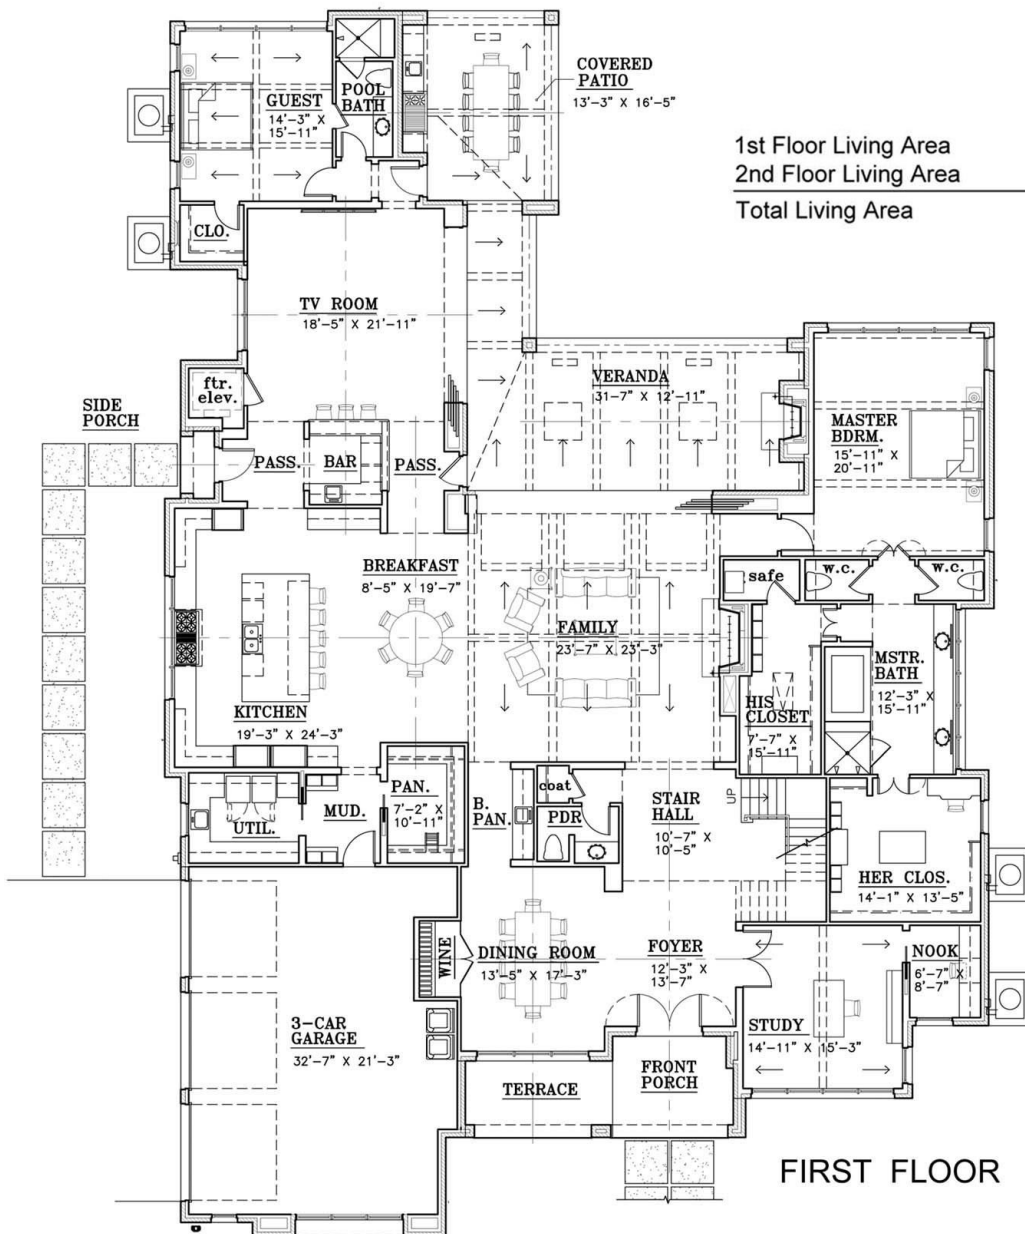 COVERED
PATIO
13'-3" X 16'-5"
GUEST
14'-3" X
15'-11"
POOL
BATH
1st Floor Living Area
2nd Floor Living Area
Total Living Area
CLO.
TV ROOM
18'-5" X 21'-11"
ftr.
elev.
VERANDA
31-7" X 12'-11"
SIDE
PORCH
MASTER
BDRM.
15'-11" X
20'-11"
PASS.
BAR
PASS.
BREAKFAST
8'-5" X 19'-7"
safe
W.C.
W.C.
FAMILY
23'-7" X 23'-3"
MSTR.
BATH
12'-3" X
15'-11"
KITCHEN
19'-3" X 24'-3"
HIS
CLOSET
7'-7" X
15'-11"
UTIL.
MUD.
PAN.
7'-2" X
10'-11"
B.
PAN.
coat
PDR
STAIR
HALL
10'-7" X
10'-5"
UP
HER CLOS.
14'-1" X 13'-5"
WINE
DINING ROOM
13'-5" X 17'-3"
FOYER
12'-3" X
13'-7"
NOOK
6'-7" X
8'-7"
3-CAR
GARAGE
32'-7" X 21'-3"
STUDY
14'-11" X 15'-3"
TERRACE
FRONT
PORCH
FIRST FLOOR